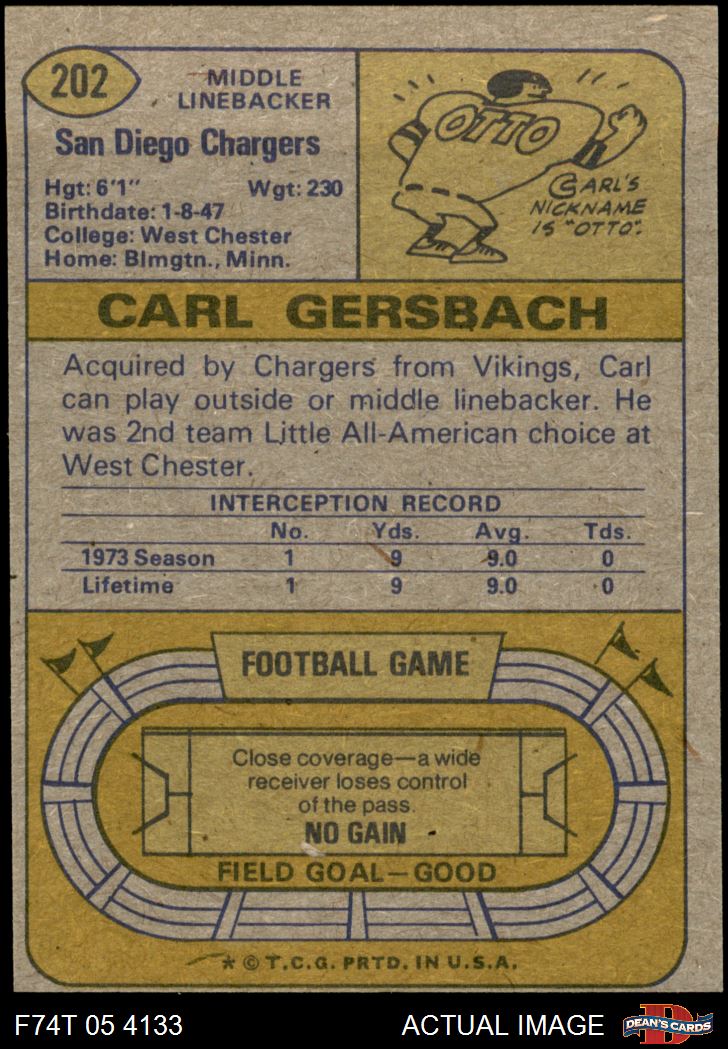 202
MIDDLE
LINEBACKER
San Diego Chargers
Hgt: 6'1" Wgt: 230
Birthdate: 1-8-47
College: West Chester
Home: Blmgtn., Minn.
OTTO
CARL'S
NICKNAME
IS "OTTO".
CARL GERSBACH
Acquired by Chargers from Vikings, Carl
can play outside or middle linebacker. He
was 2nd team Little All-American choice at
West Chester.
INTERCEPTION RECORD
No. Yds. Avg. Tds.
1973 Season 1 9 9.0 0
Lifetime 1 9 9.0 0
FOOTBALL GAME
Close coverage—a wide
receiver loses control
of the pass.
NO GAIN
FIELD GOAL—GOOD
* © T.C.G. PRTD. IN U.S.A.
F74T 05 4133 ACTUAL IMAGE D DEAN'S CARDS